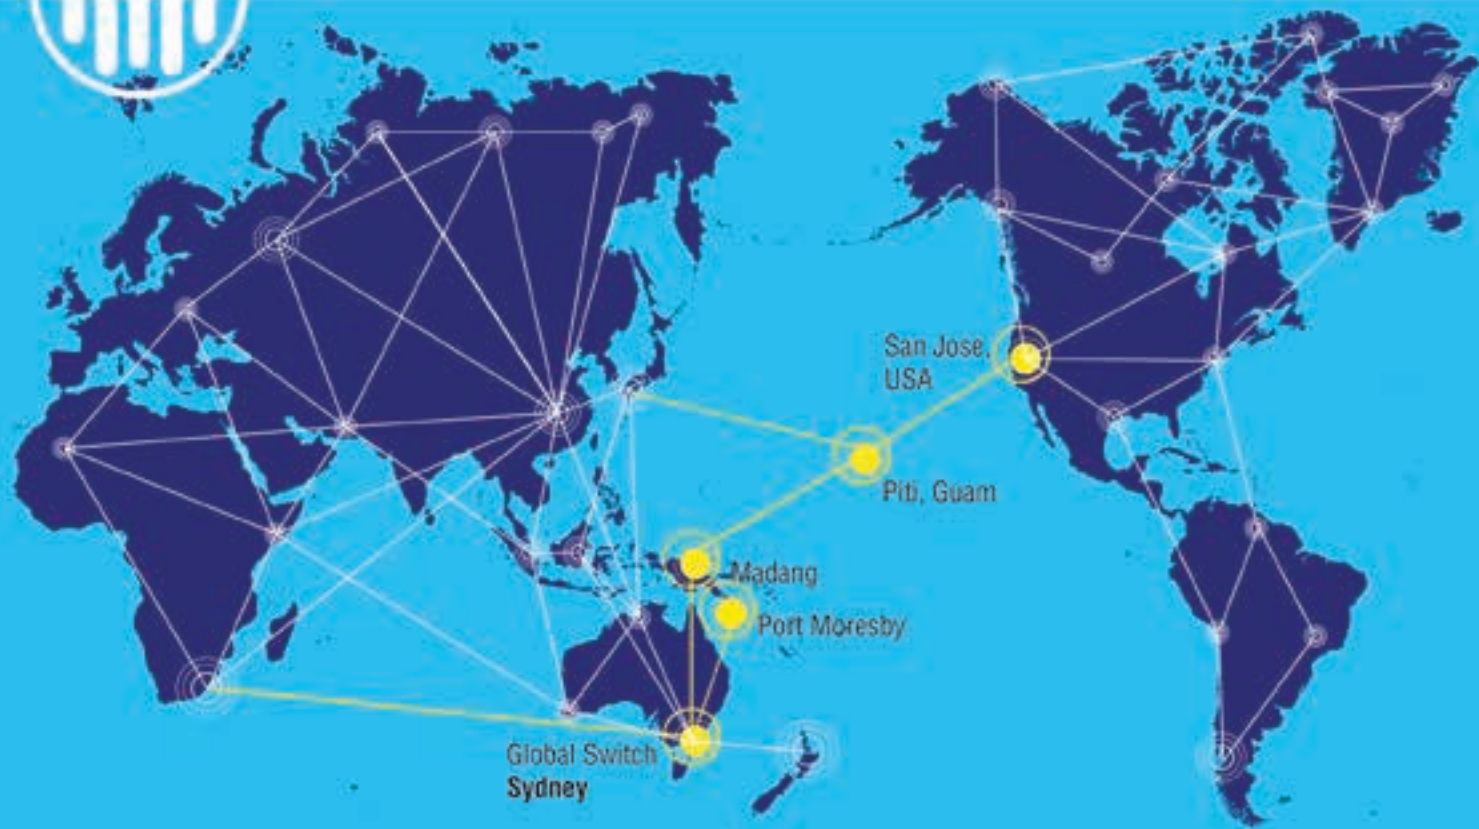 San Jose,
USA
Piti, Guam
Madang
Port Moresby
Global Switch
Sydney